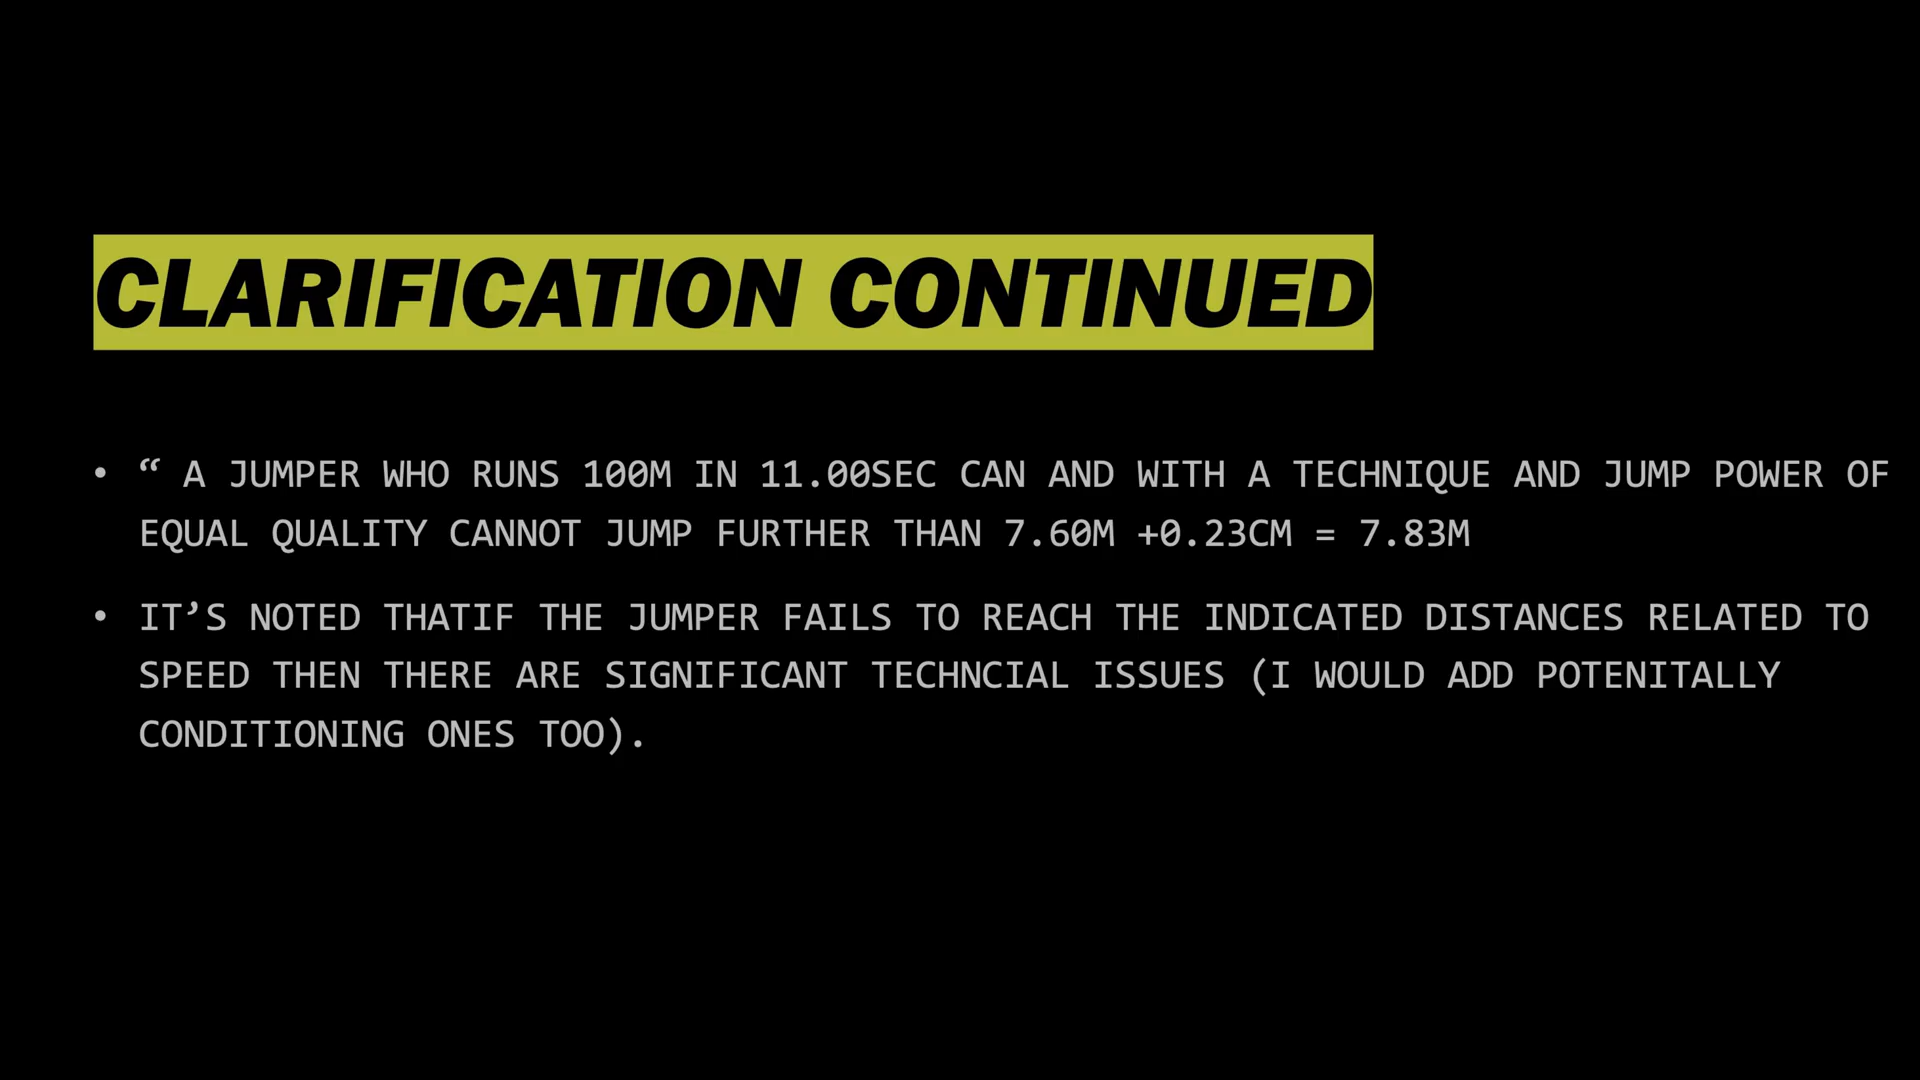 CLARIFICATION CONTINUED
• “ A JUMPER WHO RUNS 100M IN 11.00SEC CAN AND WITH A TECHNIQUE AND JUMP POWER OF
EQUAL QUALITY CANNOT JUMP FURTHER THAN 7.60M +0.23CM = 7.83M
• IT’S NOTED THATIF THE JUMPER FAILS TO REACH THE INDICATED DISTANCES RELATED TO
SPEED THEN THERE ARE SIGNIFICANT TECHNCIAL ISSUES (I WOULD ADD POTENITALLY
CONDITIONING ONES TOO).